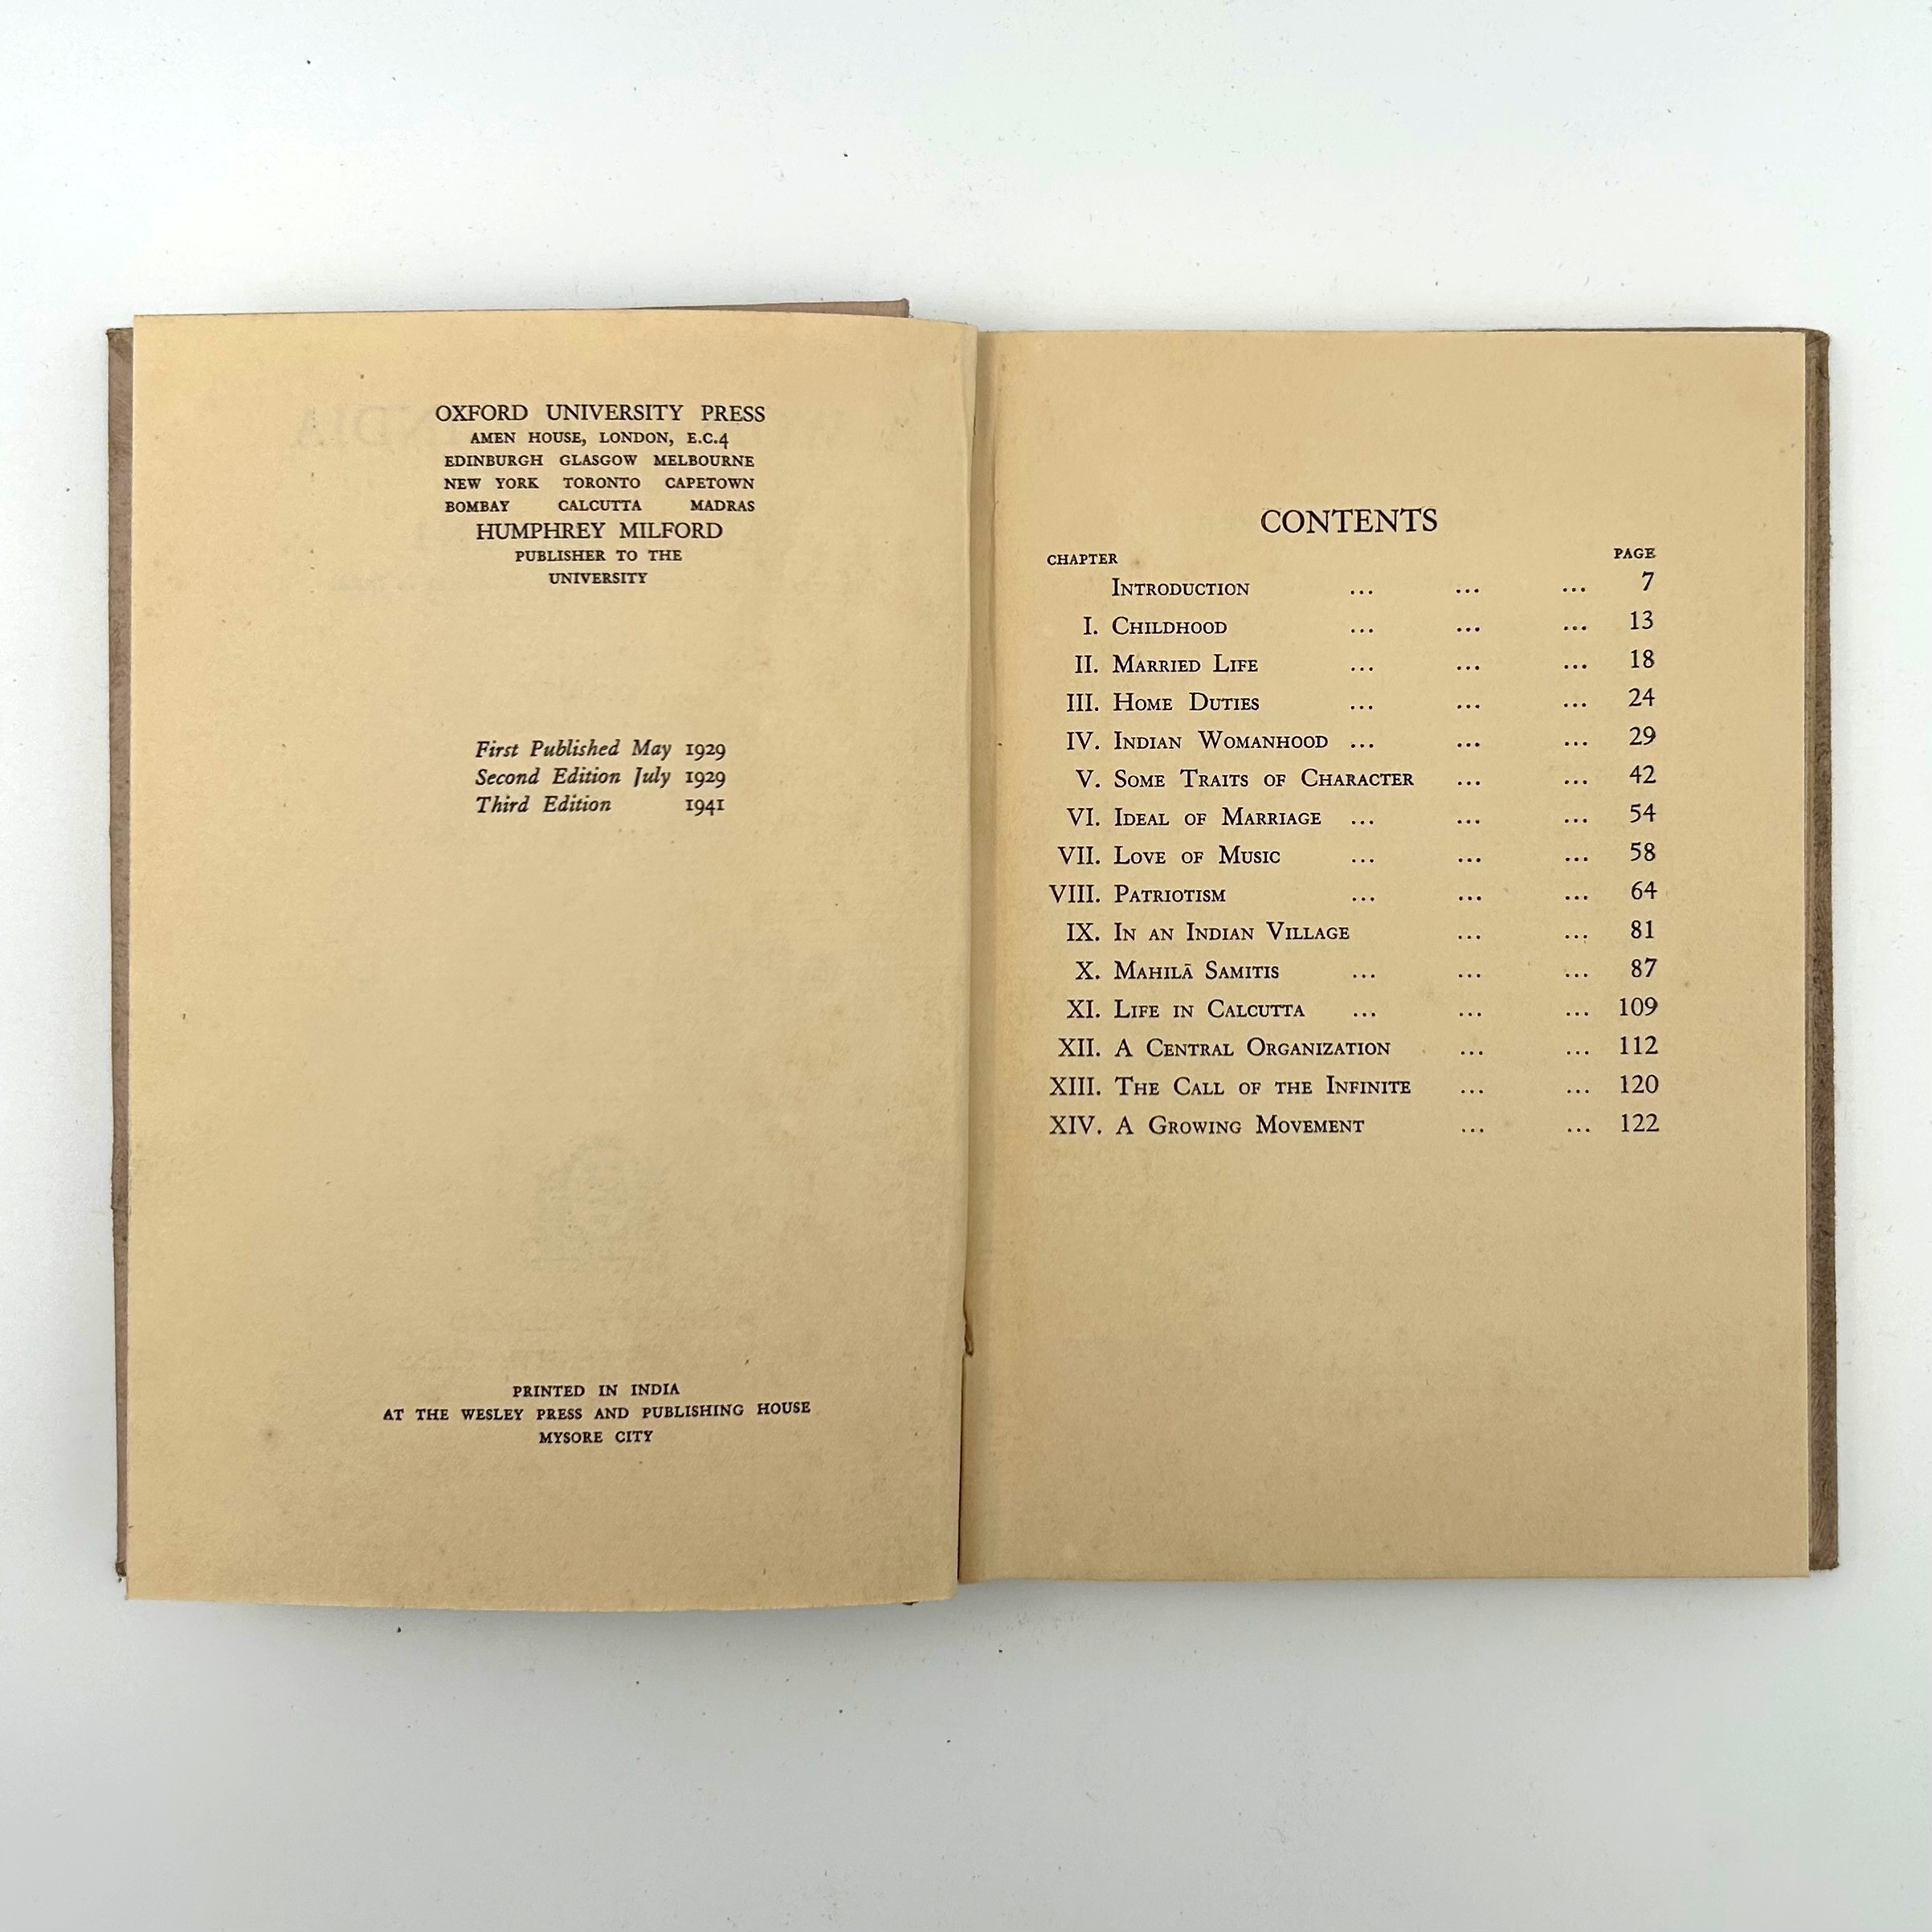 OXFORD UNIVERSITY PRESS
AMEN HOUSE, LONDON, E.C.4
EDINBURGH GLASGOW MELBOURNE
NEW YORK TORONTO CAPETOWN
BOMBAY CALCUTTA MADRAS
HUMPHREY MILFORD
PUBLISHER TO THE
UNIVERSITY
First Published May 1929
Second Edition July 1929
Third Edition 1941
PRINTED IN INDIA
AT THE WESLEY PRESS AND PUBLISHING HOUSE
MYSORE CITY
CONTENTS
CHAPTER PAGE
INTRODUCTION ... ... ... 7
I. CHILDHOOD ... ... ... 13
II. MARRIED LIFE ... ... ... 18
III. HOME DUTIES ... ... ... 24
IV. INDIAN WOMANHOOD ... ... ... 29
V. SOME TRAITS OF CHARACTER ... ... 42
VI. IDEAL OF MARRIAGE ... ... ... 54
VII. LOVE OF MUSIC ... ... ... 58
VIII. PATRIOTISM ... ... ... 64
IX. IN AN INDIAN VILLAGE ... ... 81
X. MAHILĀ SAMITIS ... ... ... 87
XI. LIFE IN CALCUTTA ... ... ... 109
XII. A CENTRAL ORGANIZATION ... ... 112
XIII. THE CALL OF THE INFINITE ... ... 120
XIV. A GROWING MOVEMENT ... ... 122